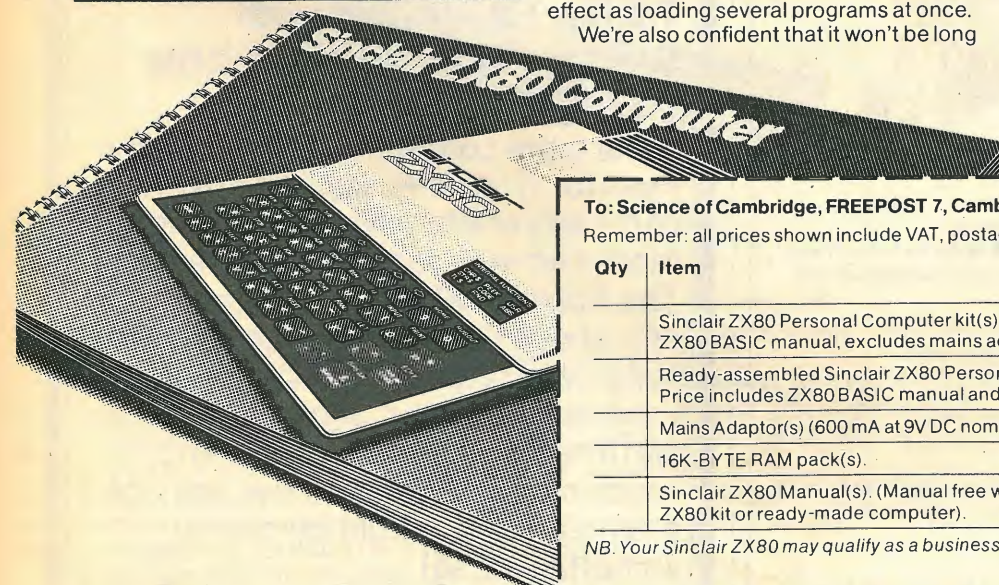 effect as loading several programs at once.
We're also confident that it won't be long
Sinclair ZX80 Computer
sinclair
ZX80
To: Science of Cambridge, FREEPOST 7, Camb
Remember: all prices shown include VAT, posta
Qty Item
Sinclair ZX80 Personal Computer kit(s)
ZX80 BASIC manual, excludes mains a
Ready-assembled Sinclair ZX80 Person
Price includes ZX80 BASIC manual and
Mains Adaptor(s) (600 mA at 9V DC nom
16K-BYTE RAM pack(s).
Sinclair ZX80 Manual(s). (Manual free w
ZX80 kit or ready-made computer).
NB. Your Sinclair ZX80 may qualify as a business